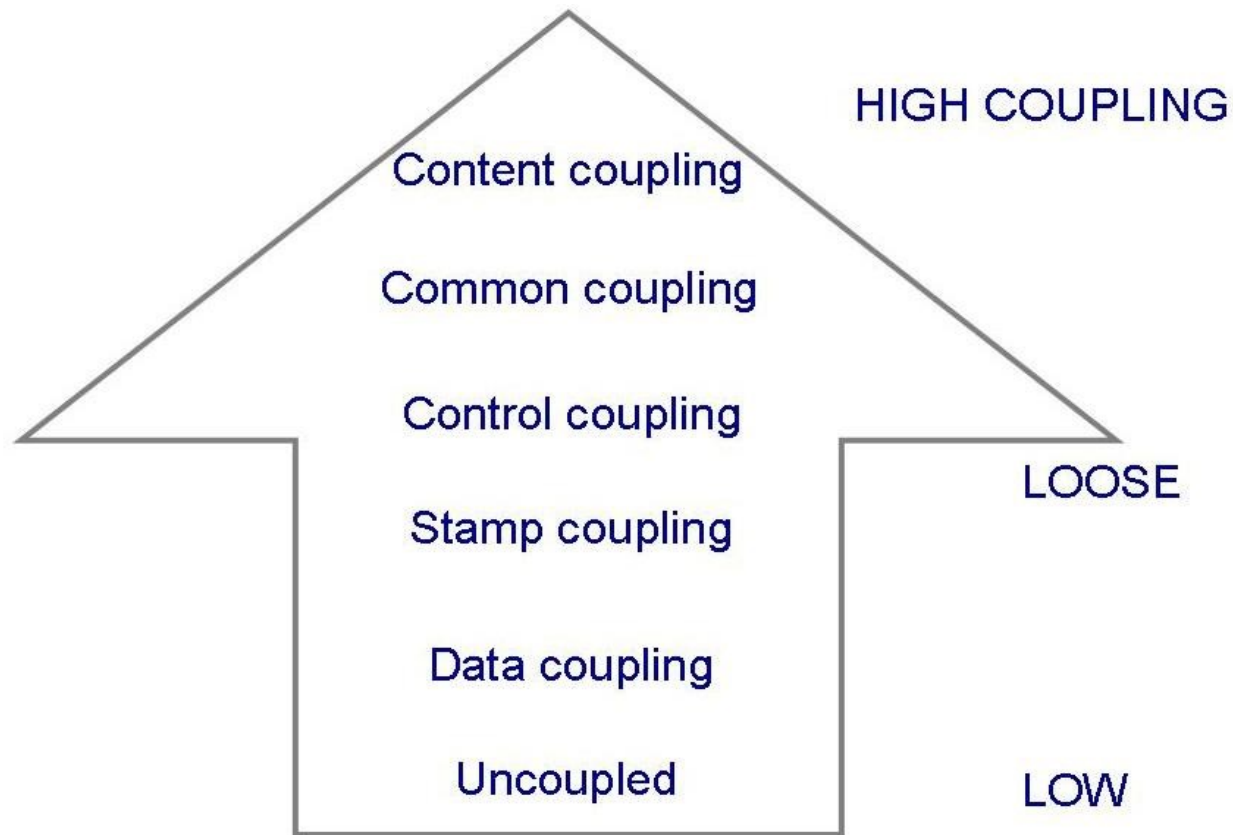 HIGH COUPLING
Content coupling
Common coupling
Control coupling
LOOSE
Stamp coupling
Data coupling
Uncoupled
LOW